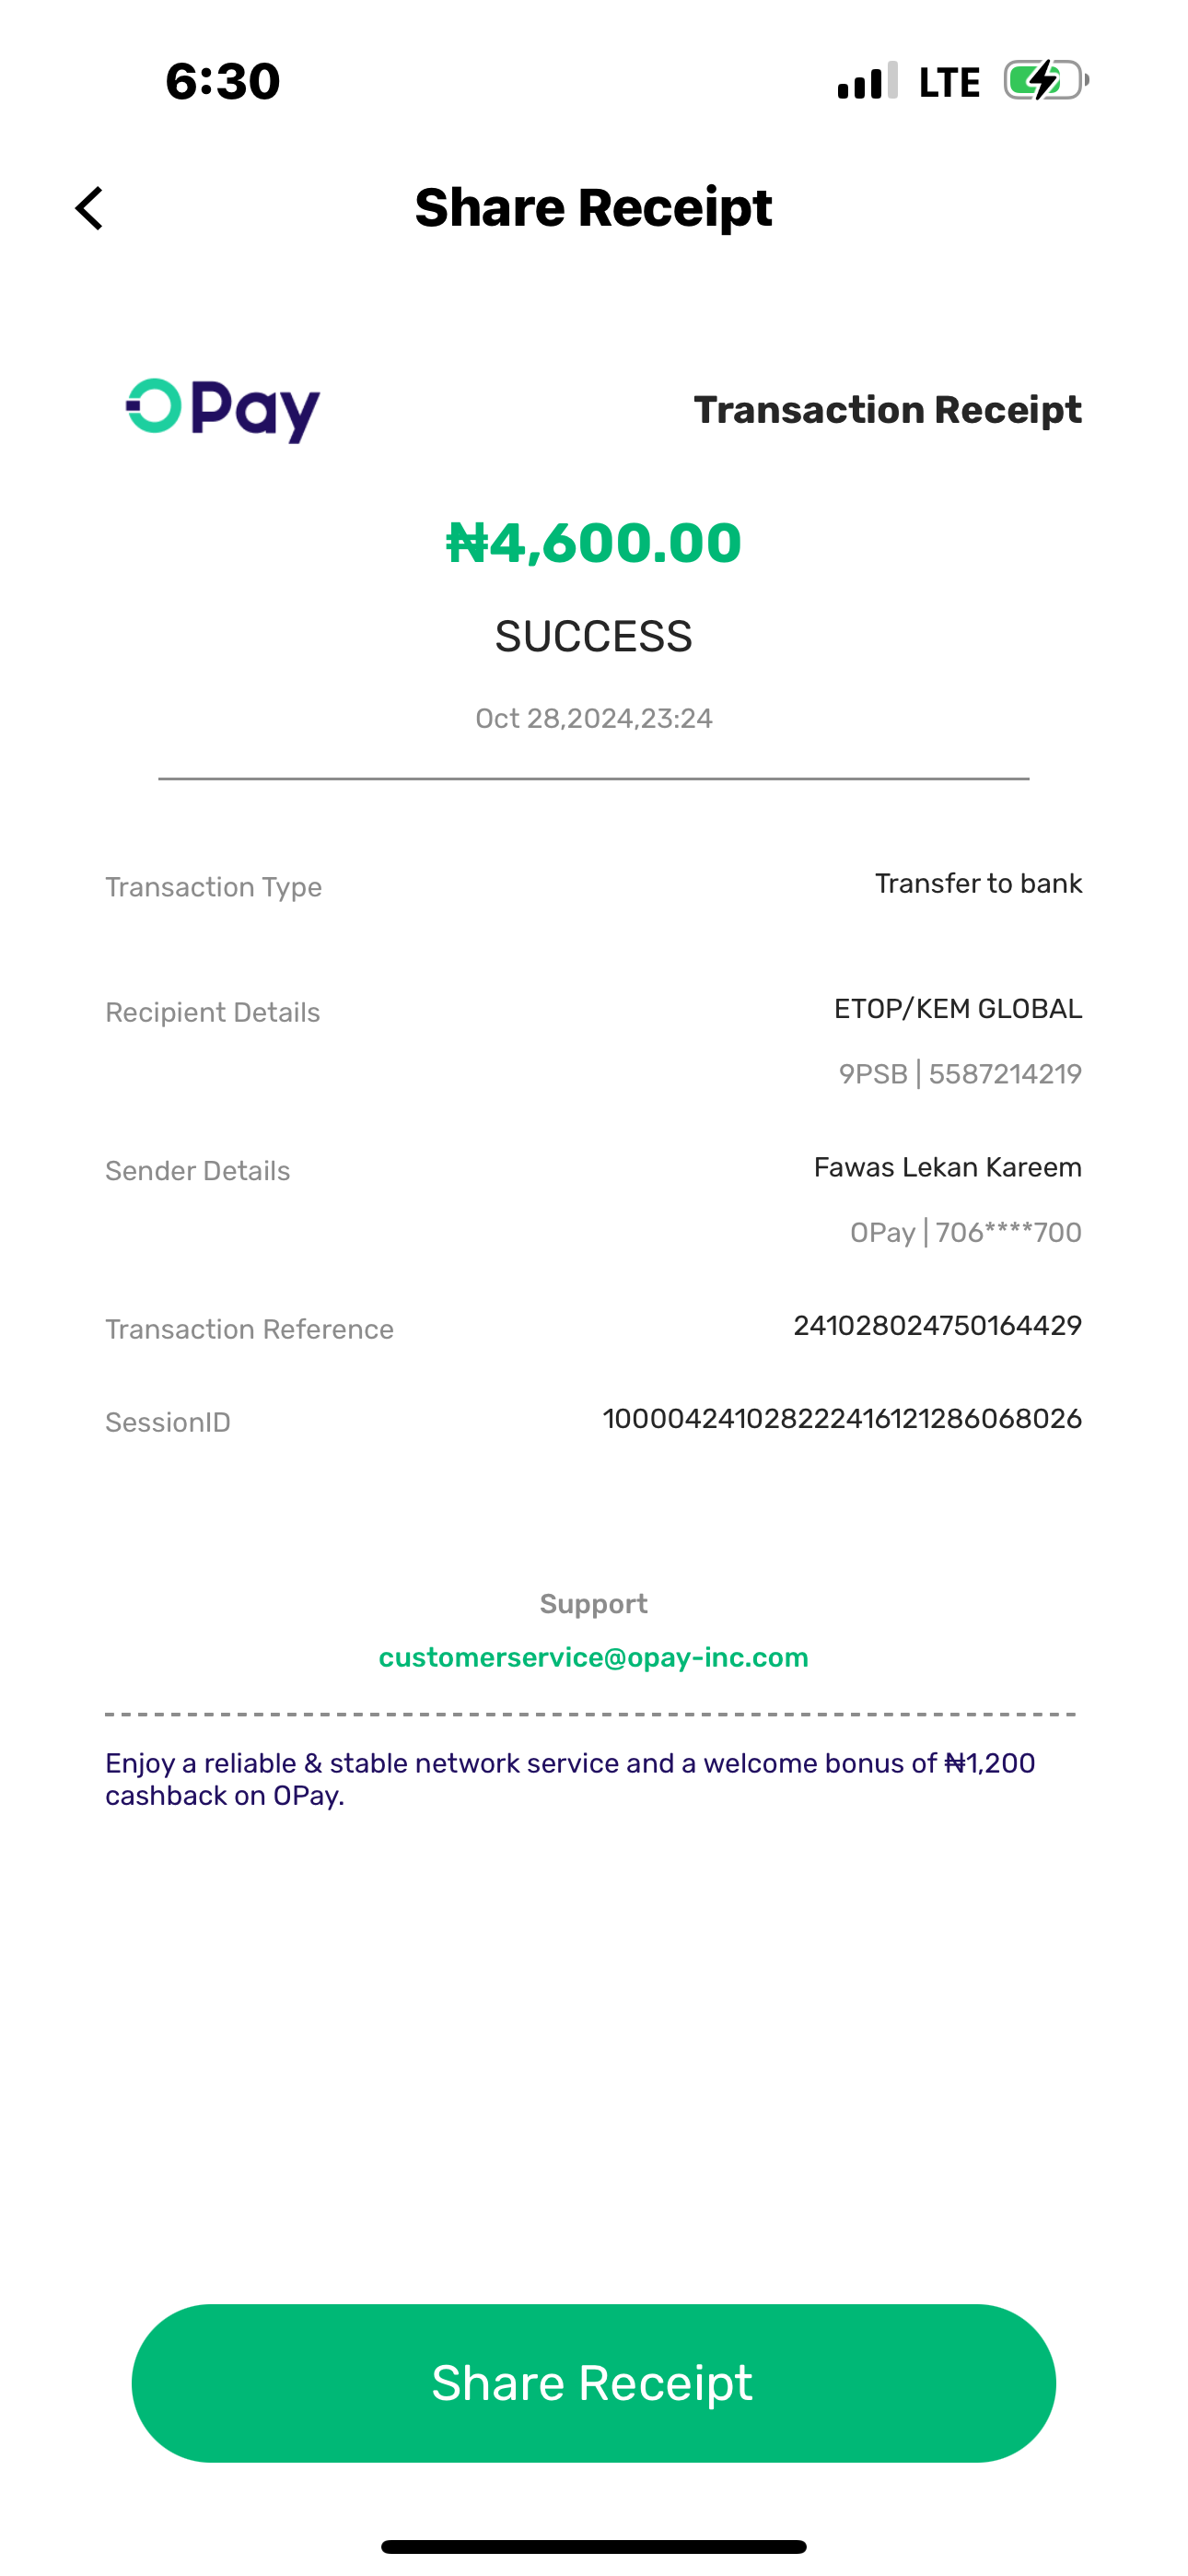 6:30 LTE
Share Receipt
OPay Transaction Receipt
₦4,600.00
SUCCESS
Oct 28,2024,23:24
Transaction Type Transfer to bank
Recipient Details ETOP/KEM GLOBAL
9PSB | 5587214219
Sender Details Fawas Lekan Kareem
OPay | 706****700
Transaction Reference 241028024750164429
SessionID 100004241028222416121286068026
Support
customerservice@opay-inc.com
Enjoy a reliable & stable network service and a welcome bonus of ₦1,200
cashback on OPay.
Share Receipt